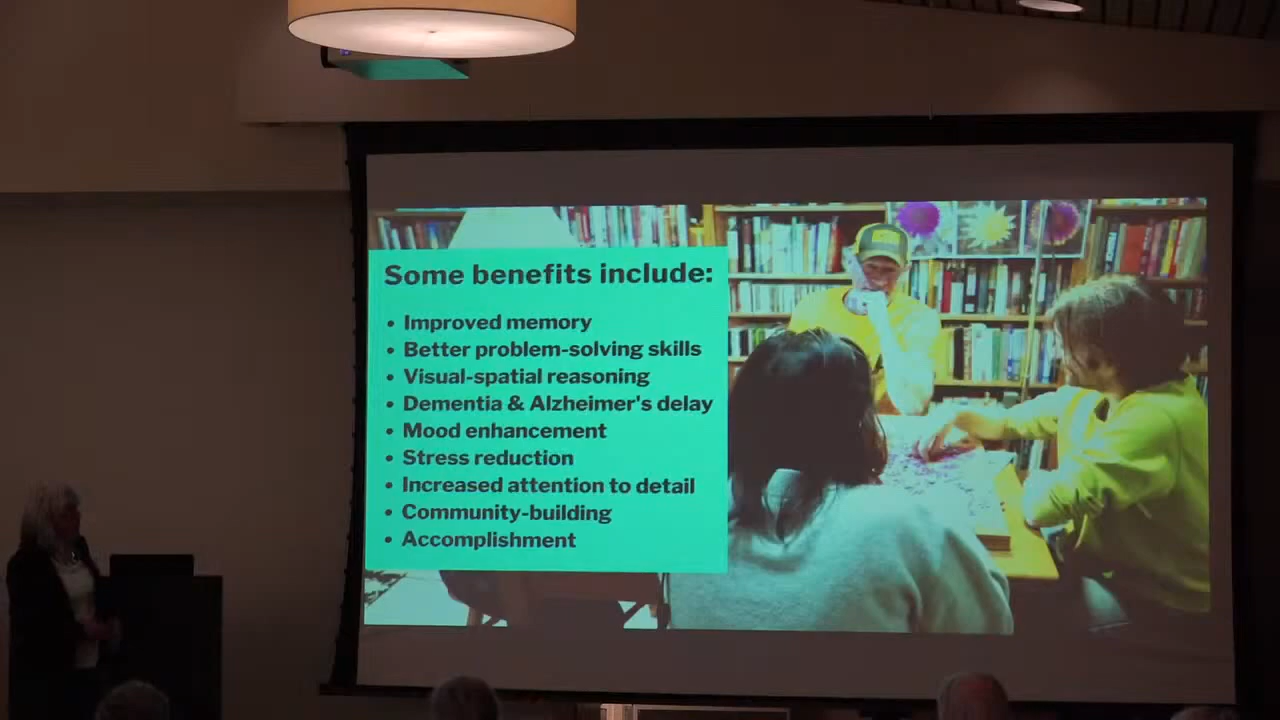 Some benefits include:
• Improved memory
• Better problem-solving skills
• Visual-spatial reasoning
• Dementia & Alzheimer's delay
• Mood enhancement
• Stress reduction
• Increased attention to detail
• Community-building
• Accomplishment